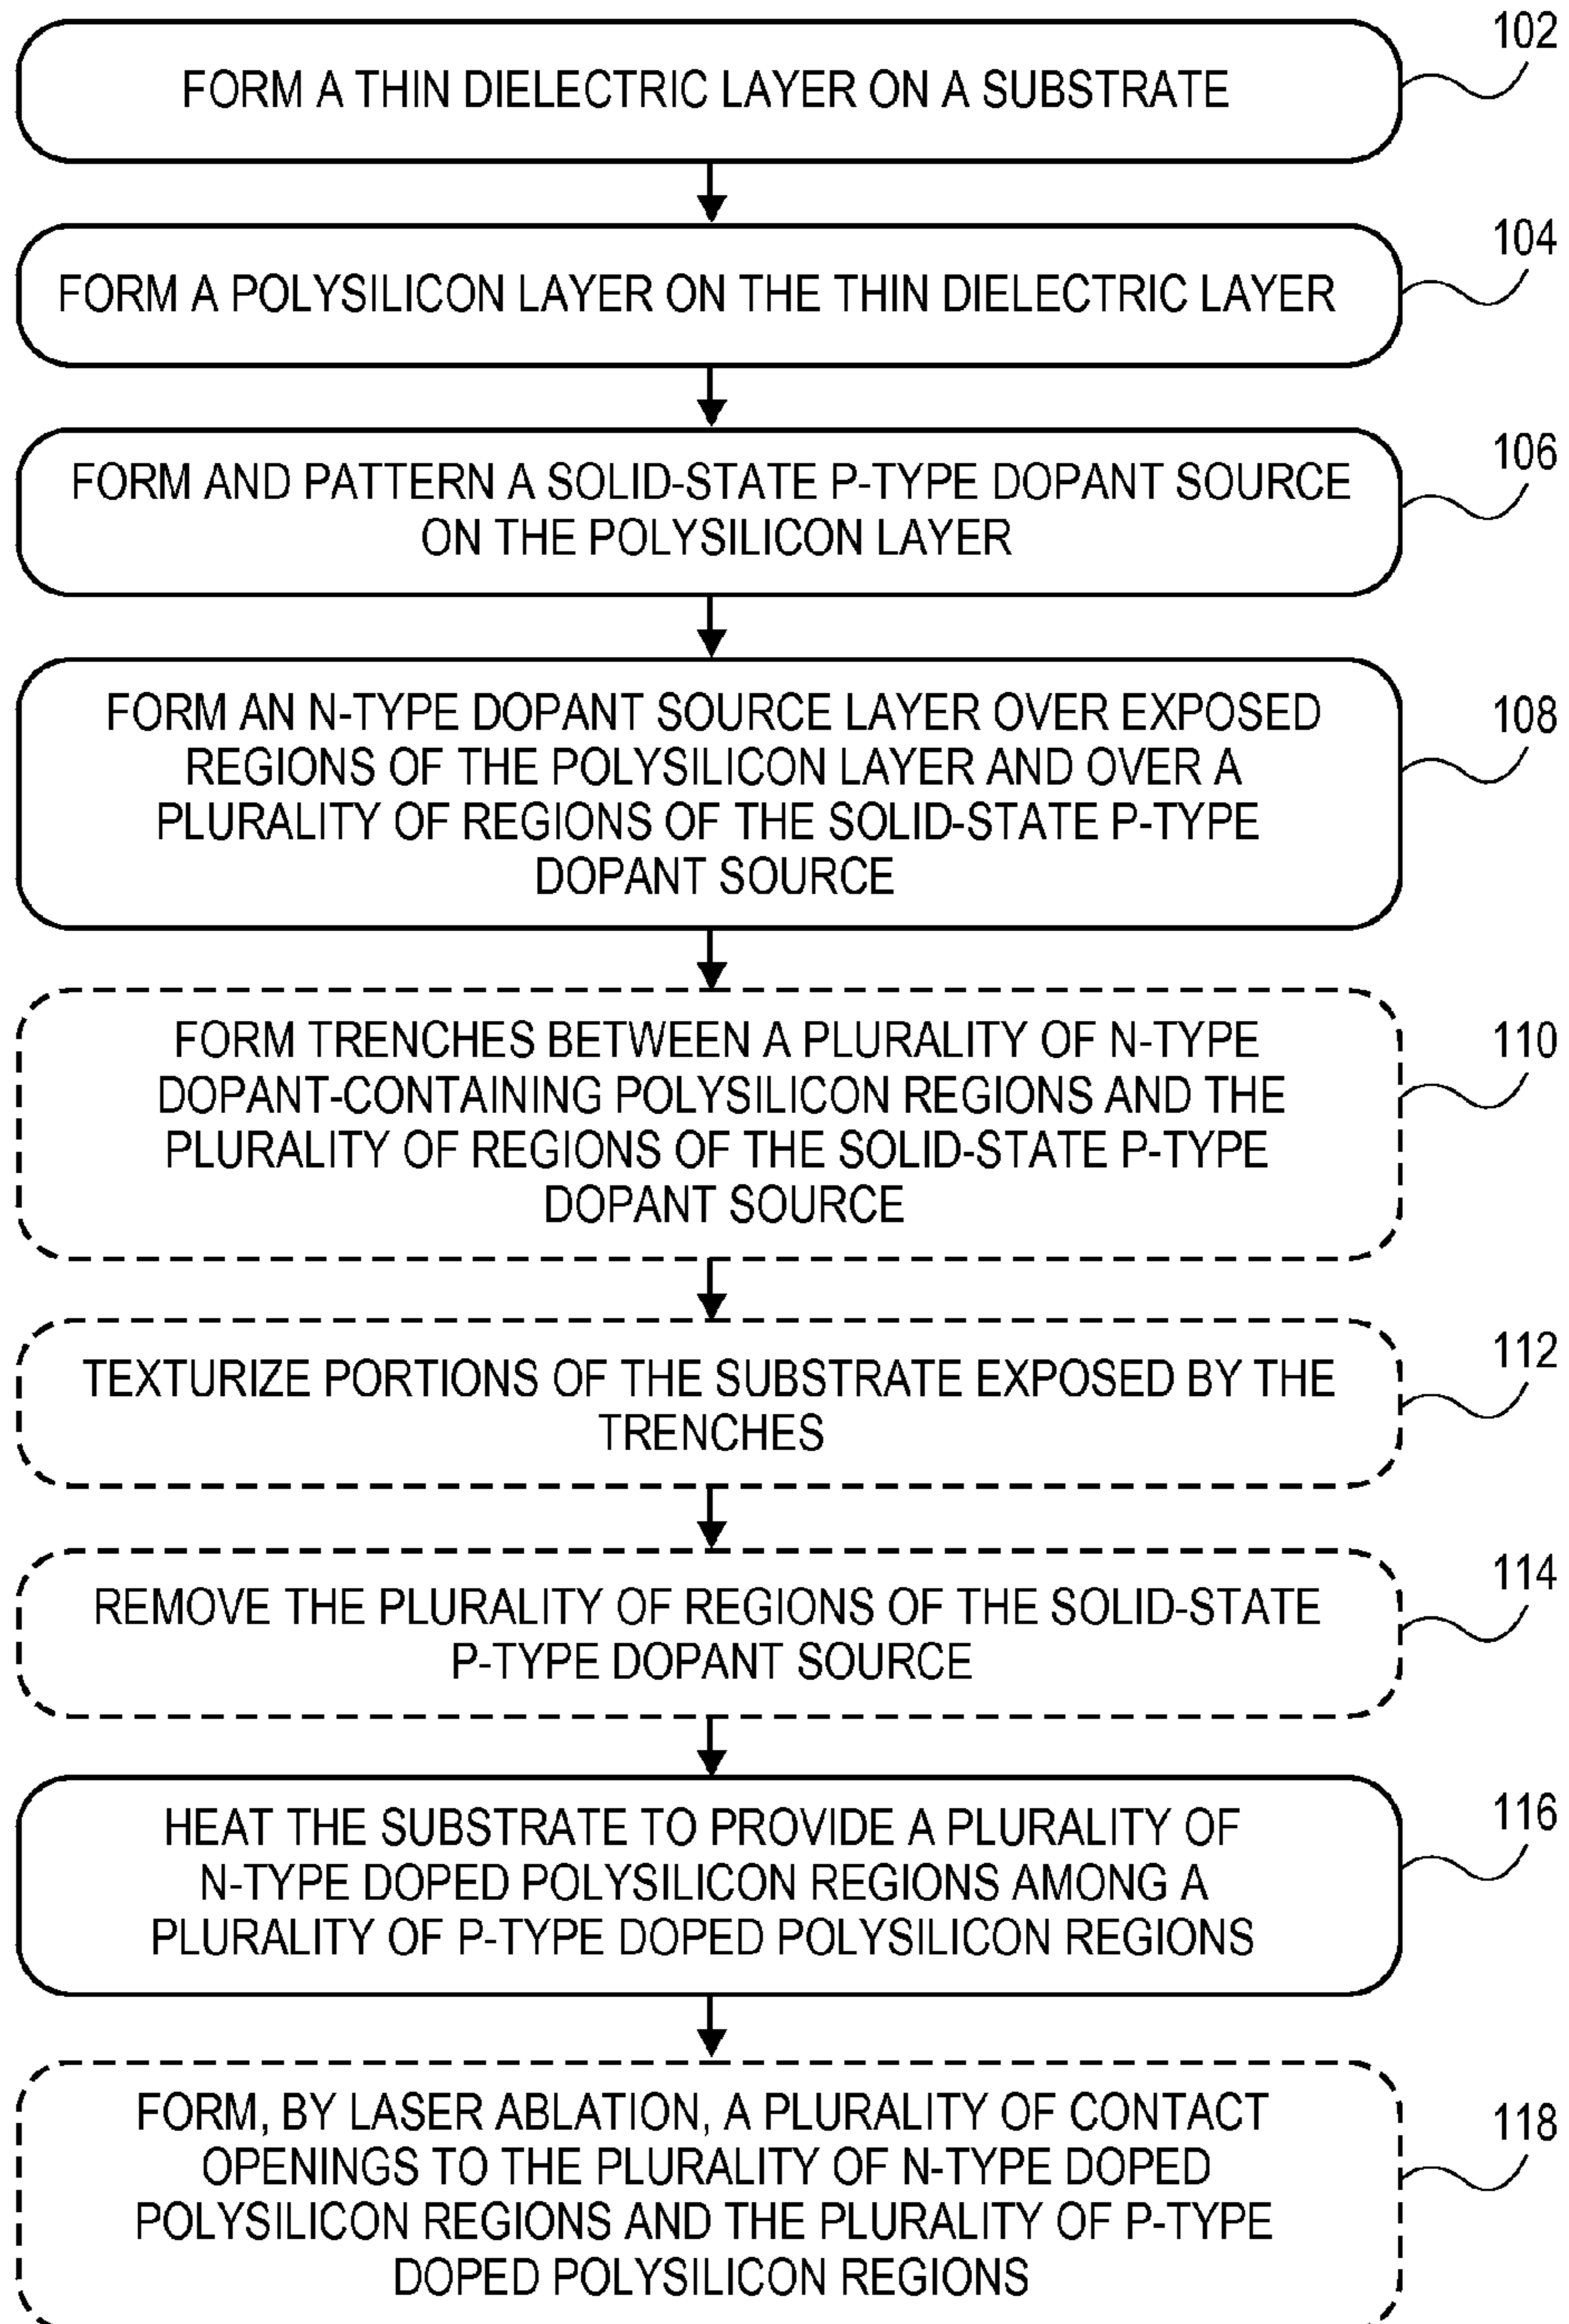 102
FORM A THIN DIELECTRIC LAYER ON A SUBSTRATE
104
FORM A POLYSILICON LAYER ON THE THIN DIELECTRIC LAYER
106
FORM AND PATTERN A SOLID-STATE P-TYPE DOPANT SOURCE
ON THE POLYSILICON LAYER
108
FORM AN N-TYPE DOPANT SOURCE LAYER OVER EXPOSED
REGIONS OF THE POLYSILICON LAYER AND OVER A
PLURALITY OF REGIONS OF THE SOLID-STATE P-TYPE
DOPANT SOURCE
110
FORM TRENCHES BETWEEN A PLURALITY OF N-TYPE
DOPANT-CONTAINING POLYSILICON REGIONS AND THE
PLURALITY OF REGIONS OF THE SOLID-STATE P-TYPE
DOPANT SOURCE
112
TEXTURIZE PORTIONS OF THE SUBSTRATE EXPOSED BY THE
TRENCHES
114
REMOVE THE PLURALITY OF REGIONS OF THE SOLID-STATE
P-TYPE DOPANT SOURCE
116
HEAT THE SUBSTRATE TO PROVIDE A PLURALITY OF
N-TYPE DOPED POLYSILICON REGIONS AMONG A
PLURALITY OF P-TYPE DOPED POLYSILICON REGIONS
118
FORM, BY LASER ABLATION, A PLURALITY OF CONTACT
OPENINGS TO THE PLURALITY OF N-TYPE DOPED
POLYSILICON REGIONS AND THE PLURALITY OF P-TYPE
DOPED POLYSILICON REGIONS